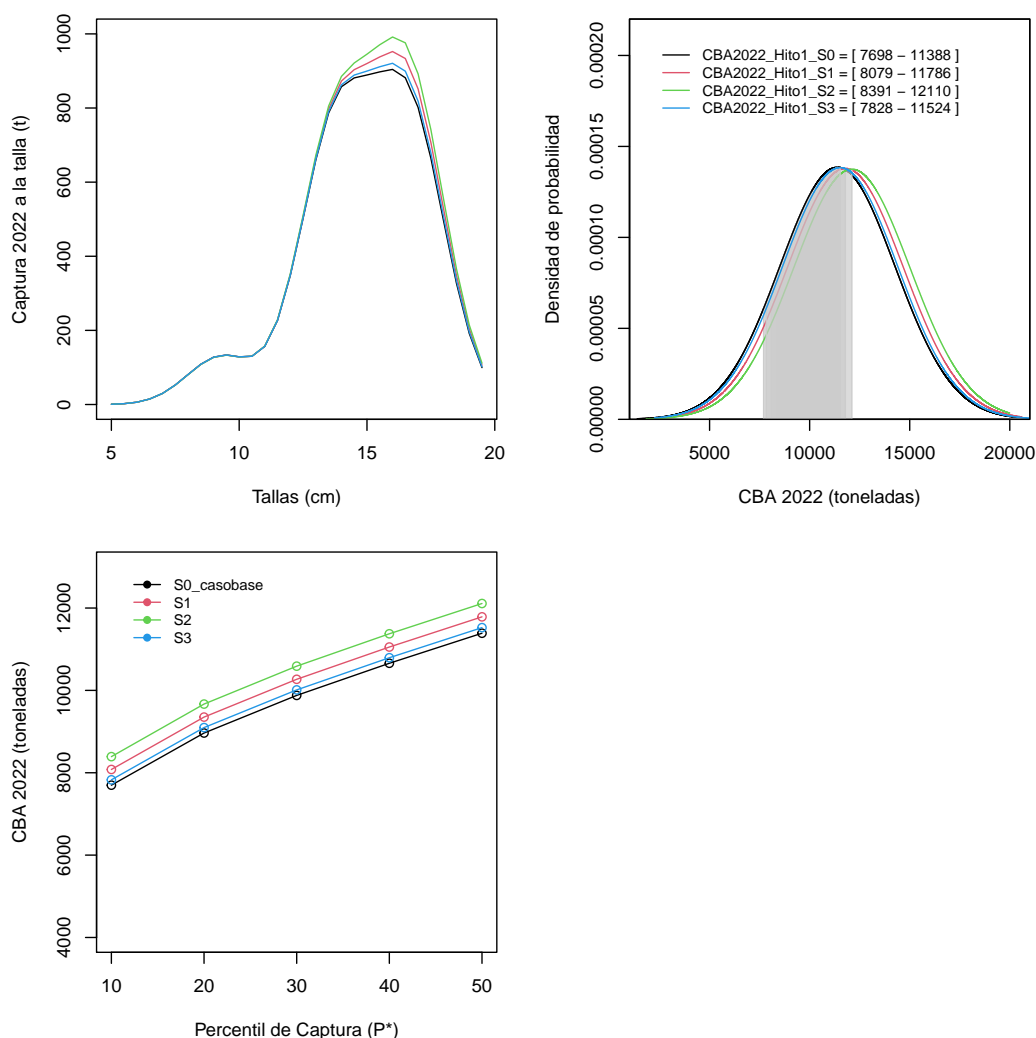 Captura 2022 a la talla (t)
1000
800
600
400
200
0
5
10
15
20
Tallas (cm)
Densidad de probabilidad
0.00020
0.00015
0.00010
0.00005
0.00000
CBA2022_Hito1_S0 = [ 7698 − 11388 ]
CBA2022_Hito1_S1 = [ 8079 − 11786 ]
CBA2022_Hito1_S2 = [ 8391 − 12110 ]
CBA2022_Hito1_S3 = [ 7828 − 11524 ]
5000
10000
15000
20000
CBA 2022 (toneladas)
CBA 2022 (toneladas)
12000
10000
8000
6000
4000
S0_casobase
S1
S2
S3
10
20
30
40
50
Percentil de Captura (P*)